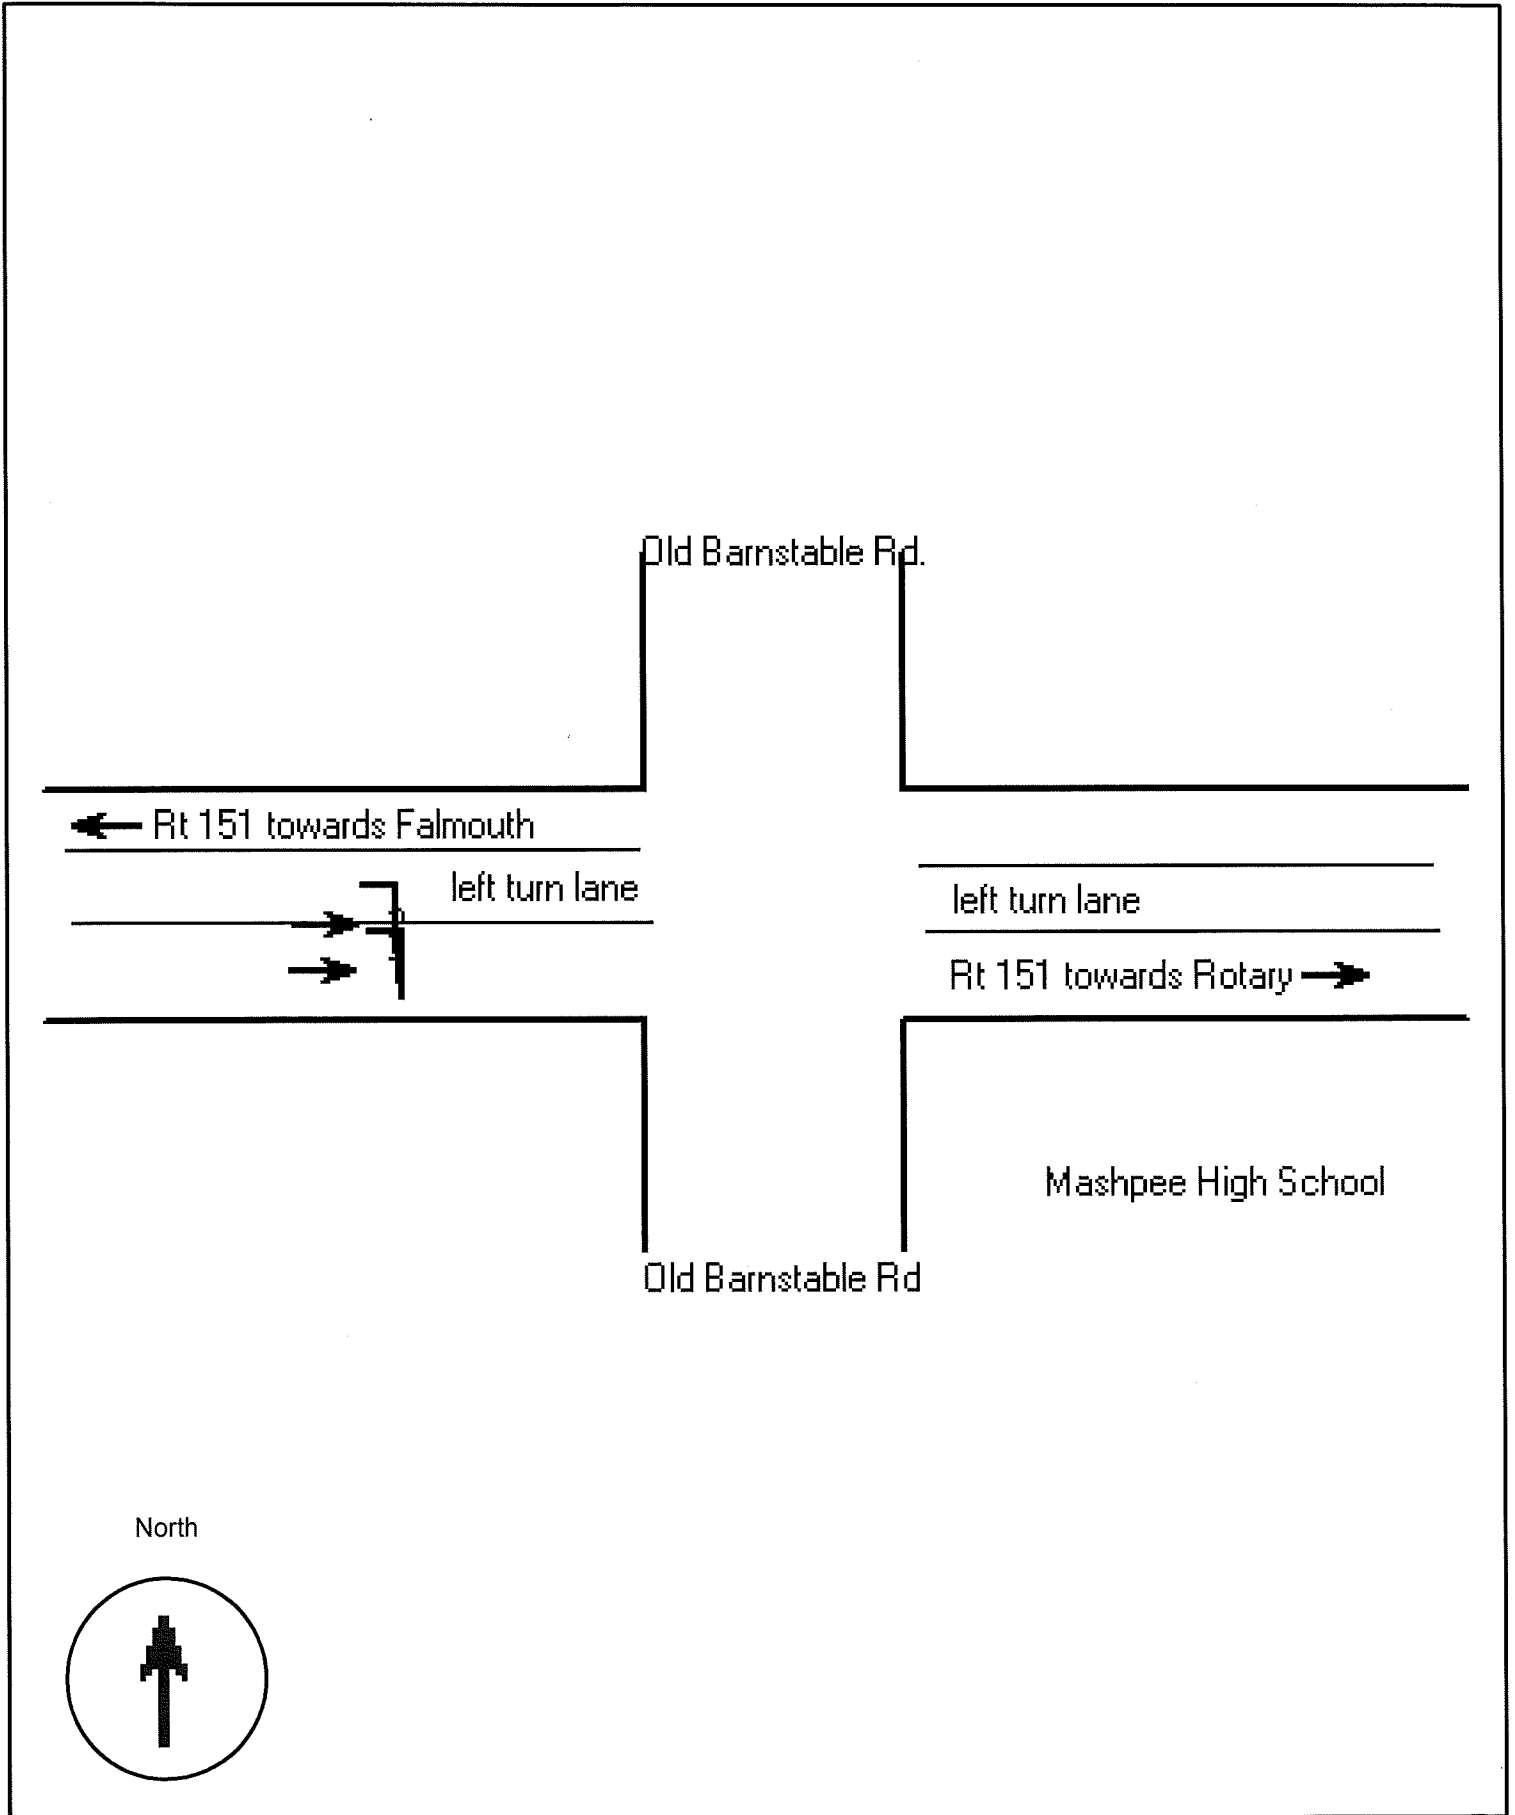 Old Barnstable Rd.
Rt 151 towards Falmouth
left turn lane
left turn lane
Rt 151 towards Rotary
Mashpee High School
Old Barnstable Rd
North